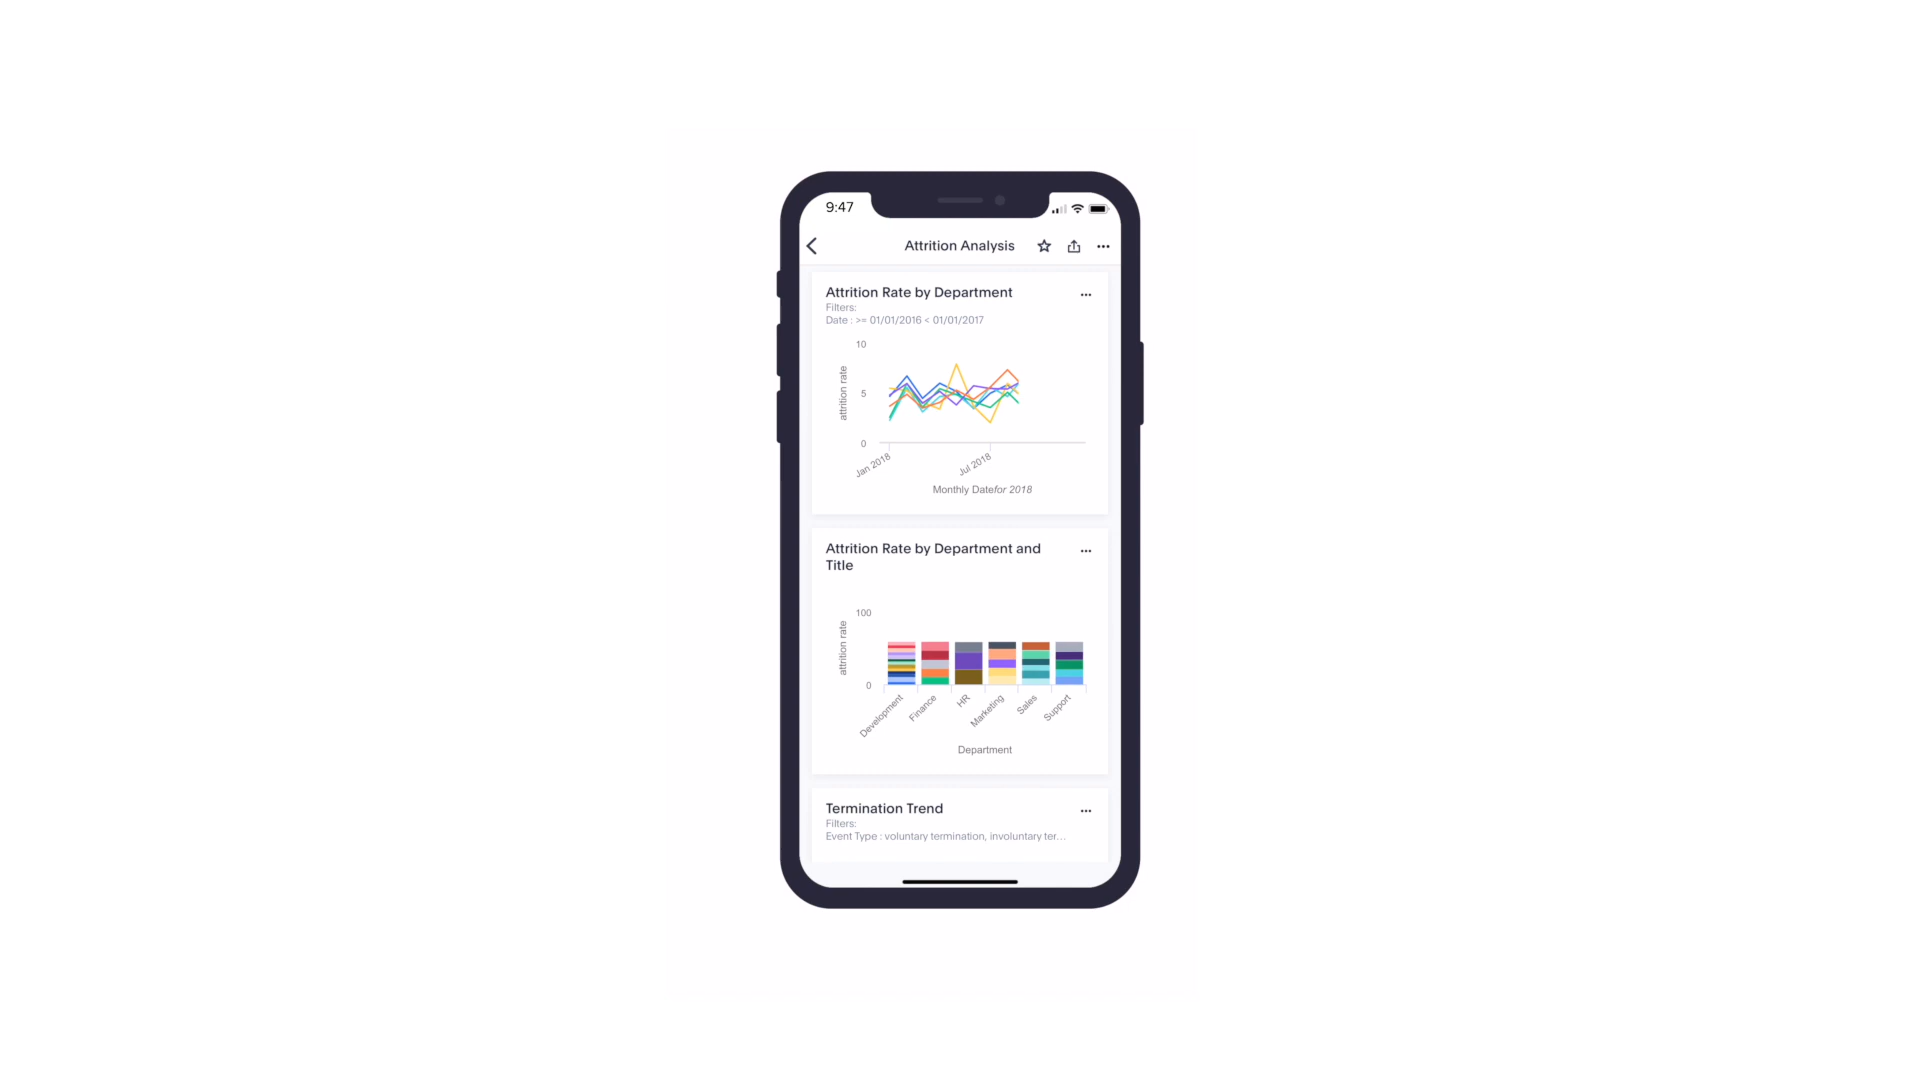 9:47
Attrition Analysis
Attrition Rate by Department
Filters:
Date : >= 01/01/2016 < 01/01/2017
10
attrition rate
5
0
Jan 2018
Jul 2018
Monthly Datefor 2018
Attrition Rate by Department and
Title
100
attrition rate
0
Development
Finance
HR
Marketing
Sales
Support
Department
Termination Trend
Filters:
Event Type : voluntary termination, involuntary ter...